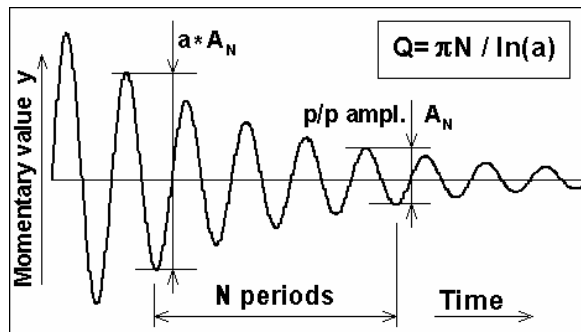 a* A_N
Q= πN / ln(a)
Momentary value y
p/p ampl. A_N
N periods
Time